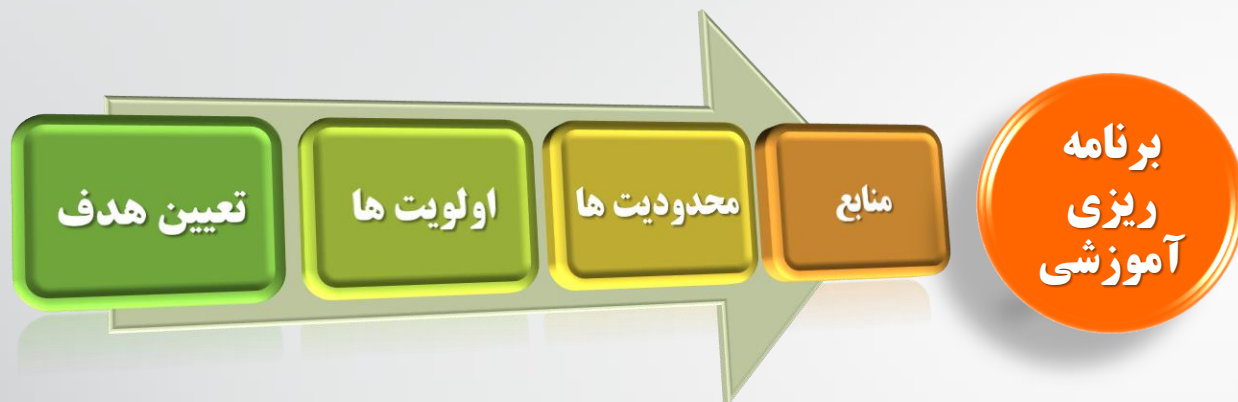 برنامه
ریزی
آموزشی
منابع
محدودیت ها
اولویت ها
تعیین هدف